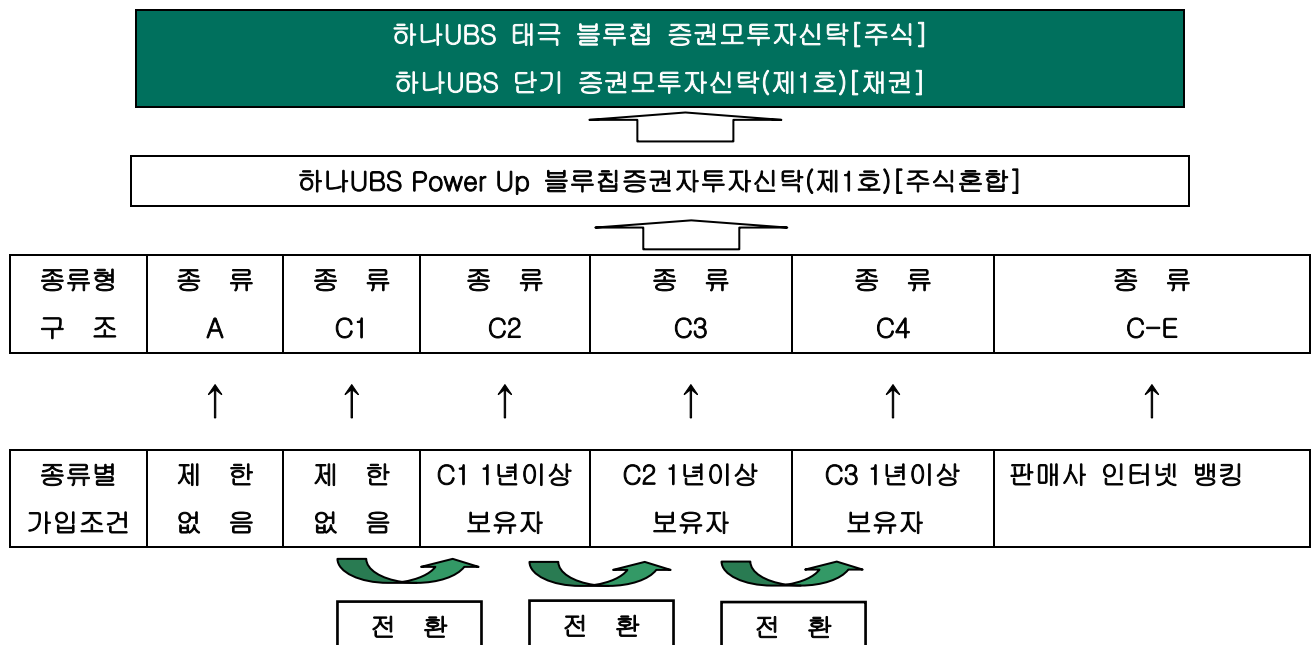 하나UBS 태극 블루칩 증권모투자신탁[주식]
하나UBS 단기 증권모투자신탁(제1호)[채권]
하나UBS Power Up 블루칩증권자투자신탁(제1호)[주식혼합]
종류형 종 류 종 류 종 류 종 류 종 류 종 류
구 조 A C1 C2 C3 C4 C-E
↑ ↑ ↑ ↑ ↑ ↑
종류별 제 한 제 한 C1 1년이상 C2 1년이상 C3 1년이상 판매사 인터넷 뱅킹
가입조건 없 음 없 음 보유자 보유자 보유자
전 환 전 환 전 환